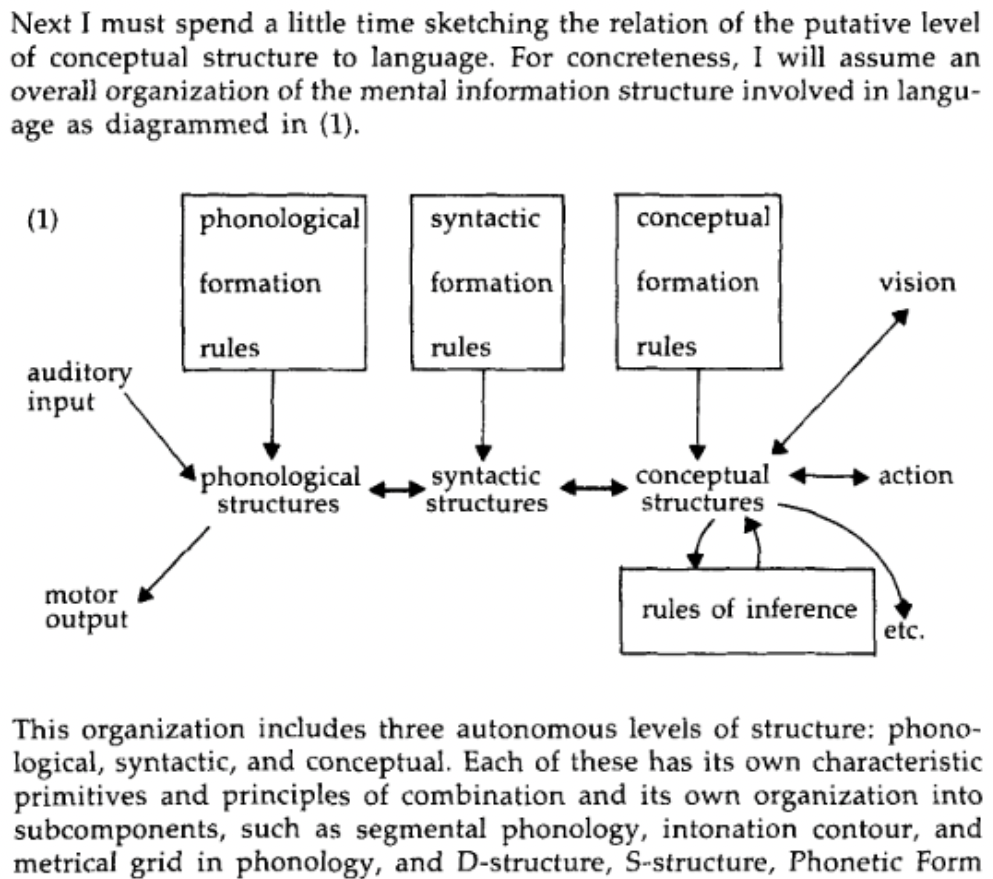 Next I must spend a little time sketching the relation of the putative level
of conceptual structure to language. For concreteness, I will assume an
overall organization of the mental information structure involved in langu-
age as diagrammed in (1).
(1)
phonological
formation
rules
syntactic
formation
rules
conceptual
formation
rules
vision
auditory
input
phonological
structures
syntactic
structures
conceptual
structures
action
motor
output
rules of inference
etc.
This organization includes three autonomous levels of structure: phono-
logical, syntactic, and conceptual. Each of these has its own characteristic
primitives and principles of combination and its own organization into
subcomponents, such as segmental phonology, intonation contour, and
metrical grid in phonology, and D-structure, S-structure, Phonetic Form